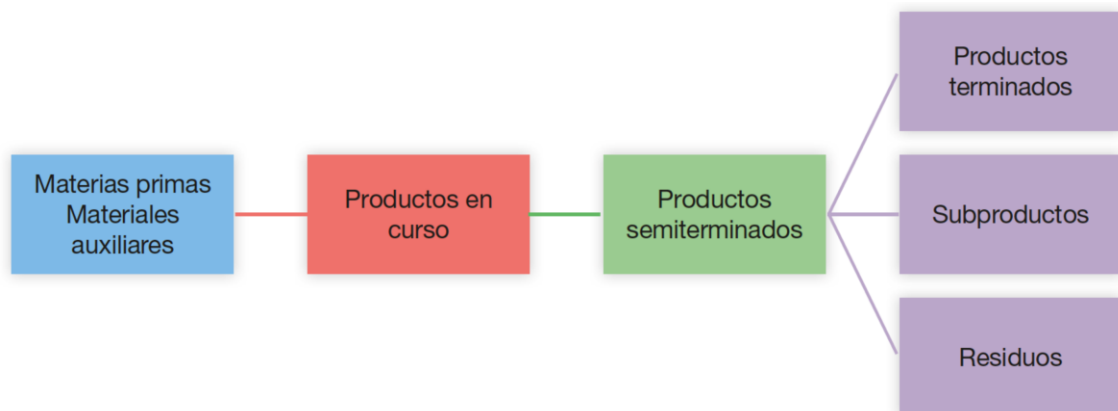 Materias primas
Materiales
auxiliares
Productos en
curso
Productos
semiterminados
Productos
terminados
Subproductos
Residuos